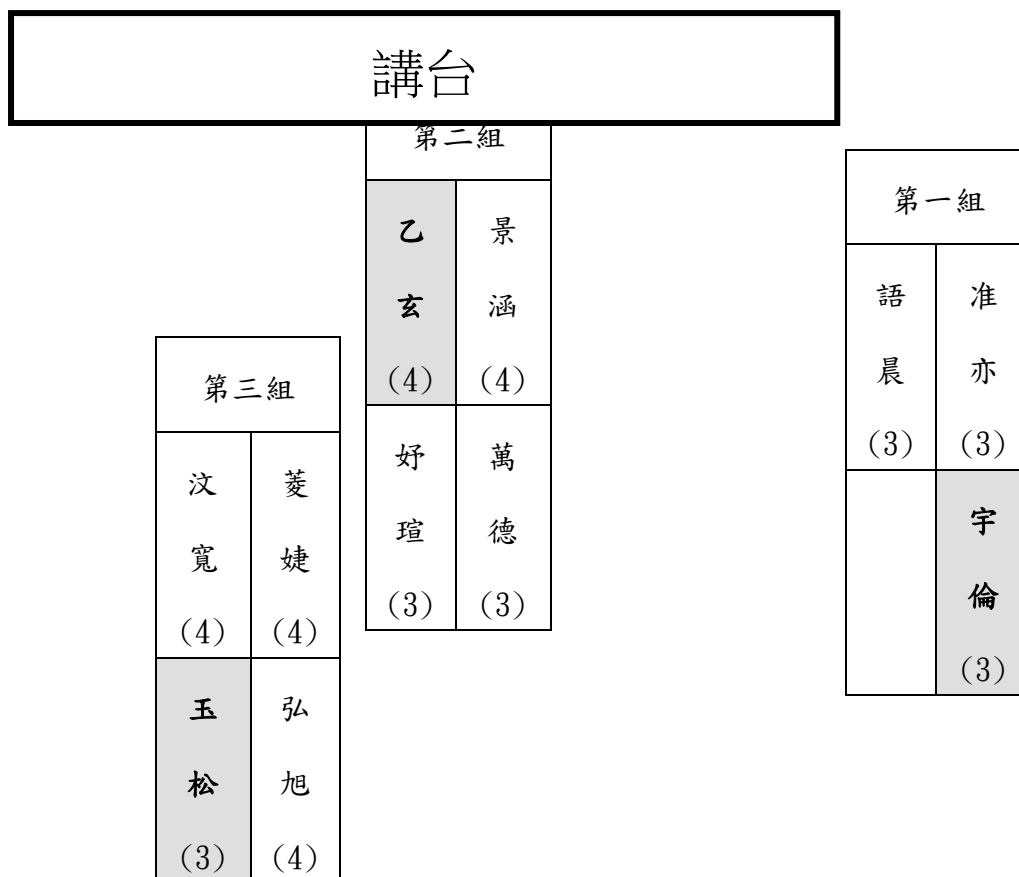 講台
第二組
乙玄
(4)
景涵
(4)
妤瑄
(3)
萬德
(3)
第一組
語晨
(3)
准亦
(3)
宇倫
(3)
第三組
汶寬
(4)
菱婕
(4)
玉松
(3)
弘旭
(4)